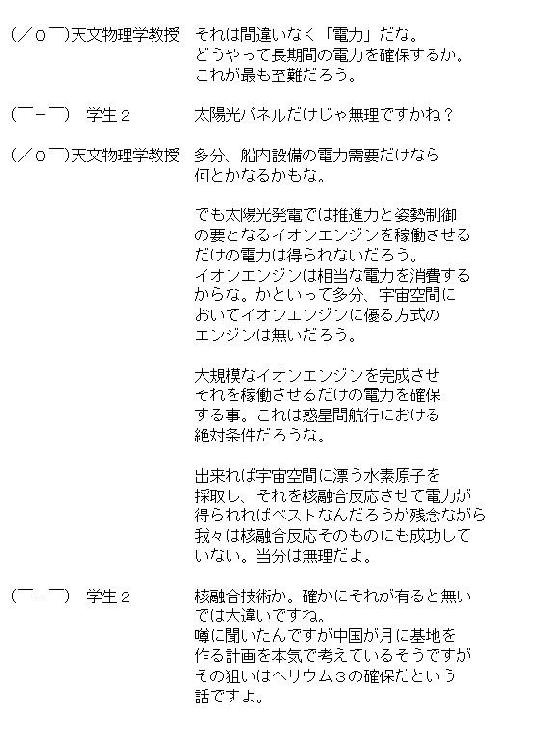 (／０￣)天文物理学教授　それは間違いなく「電力」だな。
どうやって長期間の電力を確保するか。
これが最も至難だろう。
(￣－￣)　学生２　太陽光パネルだけじゃ無理ですかね？
(／０￣)天文物理学教授　多分、船内設備の電力需要だけなら
何とかなるかもな。
でも太陽光発電では推進力と姿勢制御
の要となるイオンエンジンを稼働させる
だけの電力は得られないだろう。
イオンエンジンは相当な電力を消費する
からな。かといって多分、宇宙空間に
おいてイオンエンジンに優る方式の
エンジンは無いだろう。
大規模なイオンエンジンを完成させ
それを稼働させるだけの電力を確保
する事。これは惑星間航行における
絶対条件だろうな。
出来れば宇宙空間に漂う水素原子を
採取し、それを核融合反応させて電力が
得られればベストなんだろうが残念ながら
我々は核融合反応そのものにも成功して
いない。当分は無理だよ。
(￣－￣)　学生２　核融合技術か。確かにそれが有ると無い
では大違いですね。
噂に聞いたんですが中国が月に基地を
作る計画を本気で考えているそうですが
その狙いはヘリウム３の確保だという
話ですよ。